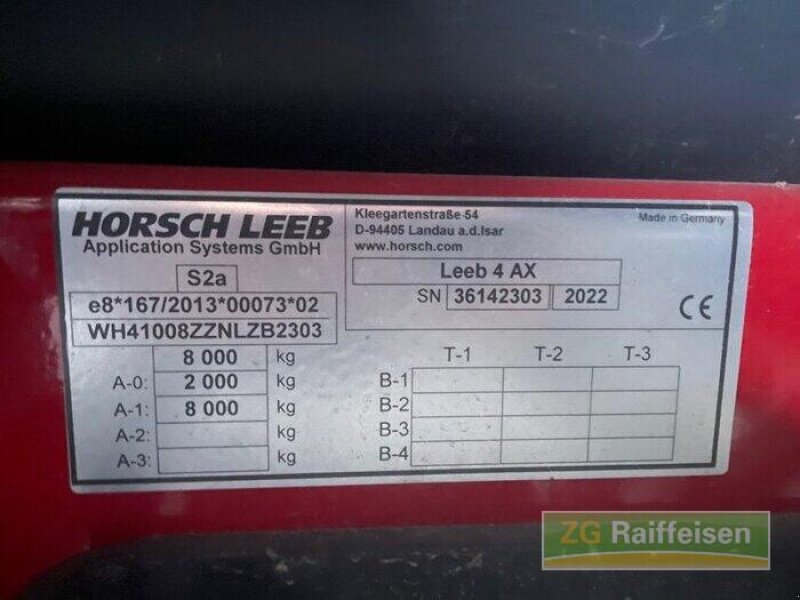 HORSCH LEEB
Application Systems GmbH
Kleegartenstraße 54
D-94405 Landau a.d.Isar
www.horsch.com
Made in Germany
S2a
e8*167/2013*00073*02
WH41008ZZNLZB2303
Leeb 4 AX
SN 36142303 2022
CE
8 000 kg
A-0: 2 000 kg
A-1: 8 000 kg
A-2: kg
A-3: kg
T-1 T-2 T-3
B-1
B-2
B-3
B-4
ZG Raiffeisen